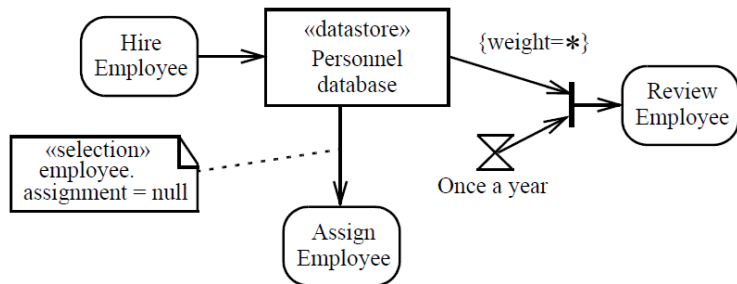 Hire
Employee
«datastore»
Personnel
database
{weight=*}
Review
Employee
«selection»
employee.
assignment = null
Once a year
Assign
Employee